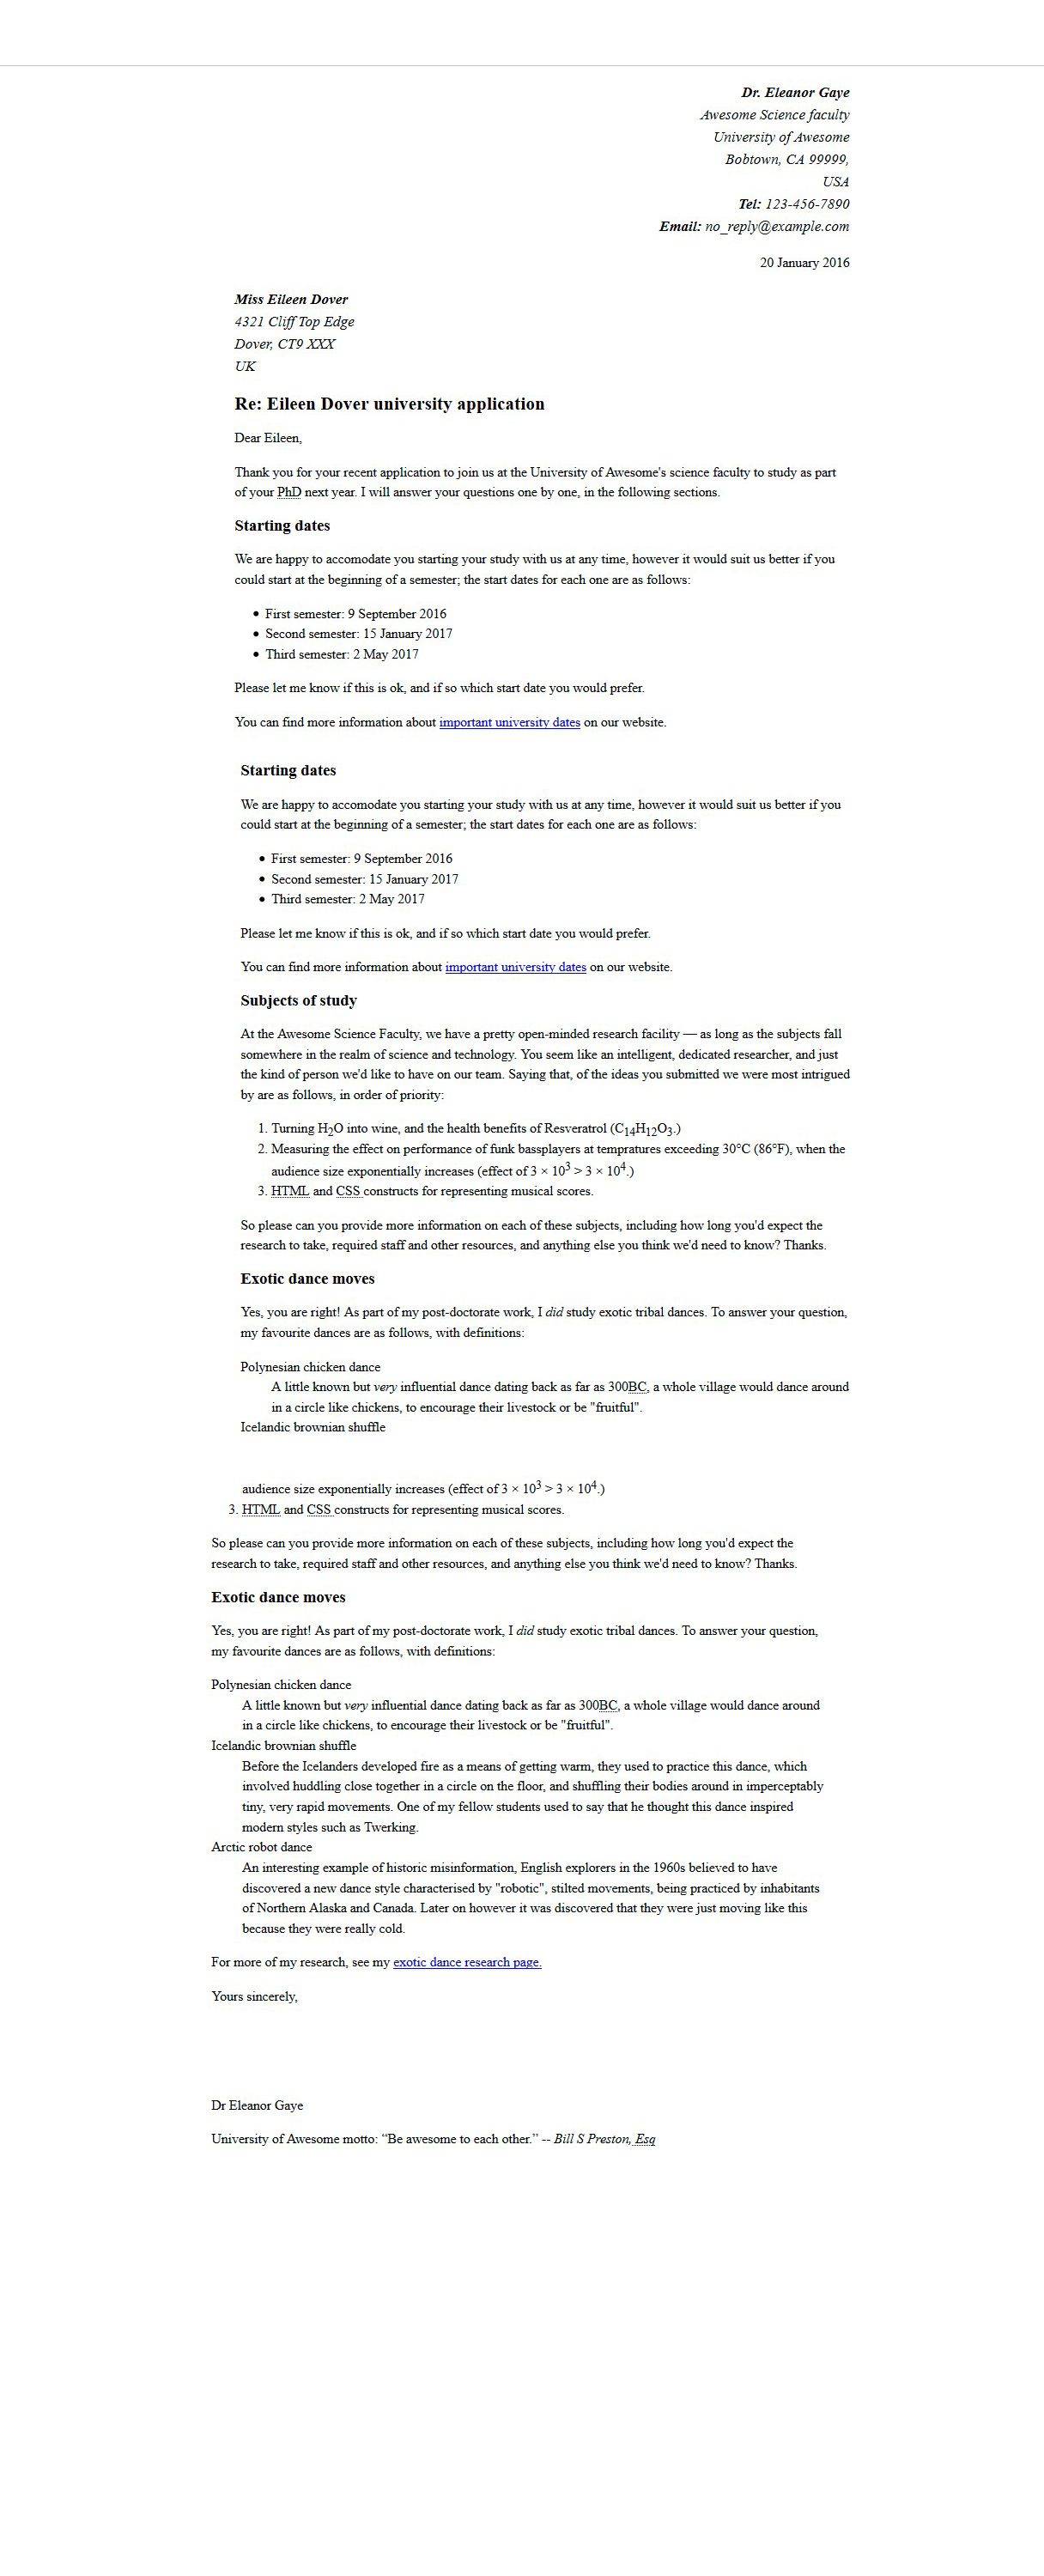 Dr. Eleanor Gaye
Awesome Science faculty
University of Awesome
Bobtown, CA 99999,
USA
Tel: 123-456-7890
Email: no_reply@example.com
20 January 2016
Miss Eileen Dover
4321 Cliff Top Edge
Dover, CT9 XXX
UK
Re: Eileen Dover university application
Dear Eileen,
Thank you for your recent application to join us at the University of Awesome's science faculty to study as part
of your PhD next year. I will answer your questions one by one, in the following sections.
Starting dates
We are happy to accomodate you starting your study with us at any time, however it would suit us better if you
could start at the beginning of a semester; the start dates for each one are as follows:
• First semester: 9 September 2016
• Second semester: 15 January 2017
• Third semester: 2 May 2017
Please let me know if this is ok, and if so which start date you would prefer.
You can find more information about important university dates on our website.
Starting dates
We are happy to accomodate you starting your study with us at any time, however it would suit us better if you
could start at the beginning of a semester; the start dates for each one are as follows:
• First semester: 9 September 2016
• Second semester: 15 January 2017
• Third semester: 2 May 2017
Please let me know if this is ok, and if so which start date you would prefer.
You can find more information about important university dates on our website.
Subjects of study
At the Awesome Science Faculty, we have a pretty open-minded research facility — as long as the subjects fall
somewhere in the realm of science and technology. You seem like an intelligent, dedicated researcher, and just
the kind of person we'd like to have on our team. Saying that, of the ideas you submitted we were most intrigued
by are as follows, in order of priority:
1. Turning H₂O into wine, and the health benefits of Resveratrol (C₁₄H₁₂O₃.)
2. Measuring the effect on performance of funk bassplayers at tempratures exceeding 30°C (86°F), when the
audience size exponentially increases (effect of 3 × 10³ > 3 × 10⁴.)
3. HTML and CSS constructs for representing musical scores.
So please can you provide more information on each of these subjects, including how long you'd expect the
research to take, required staff and other resources, and anything else you think we'd need to know? Thanks.
Exotic dance moves
Yes, you are right! As part of my post-doctorate work, I did study exotic tribal dances. To answer your question,
my favourite dances are as follows, with definitions:
Polynesian chicken dance
A little known but very influential dance dating back as far as 300BC, a whole village would dance around
in a circle like chickens, to encourage their livestock or be "fruitful".
Icelandic brownian shuffle
audience size exponentially increases (effect of 3 × 10³ > 3 × 10⁴.)
3. HTML and CSS constructs for representing musical scores.
So please can you provide more information on each of these subjects, including how long you'd expect the
research to take, required staff and other resources, and anything else you think we'd need to know? Thanks.
Exotic dance moves
Yes, you are right! As part of my post-doctorate work, I did study exotic tribal dances. To answer your question,
my favourite dances are as follows, with definitions:
Polynesian chicken dance
A little known but very influential dance dating back as far as 300BC, a whole village would dance around
in a circle like chickens, to encourage their livestock or be "fruitful".
Icelandic brownian shuffle
Before the Icelanders developed fire as a means of getting warm, they used to practice this dance, which
involved huddling close together in a circle on the floor, and shuffling their bodies around in imperceptably
tiny, very rapid movements. One of my fellow students used to say that he thought this dance inspired
modern styles such as Twerking.
Arctic robot dance
An interesting example of historic misinformation, English explorers in the 1960s believed to have
discovered a new dance style characterised by "robotic", stilted movements, being practiced by inhabitants
of Northern Alaska and Canada. Later on however it was discovered that they were just moving like this
because they were really cold.
For more of my research, see my exotic dance research page.
Yours sincerely,
Dr Eleanor Gaye
University of Awesome motto: “Be awesome to each other.” -- Bill S Preston, Esq